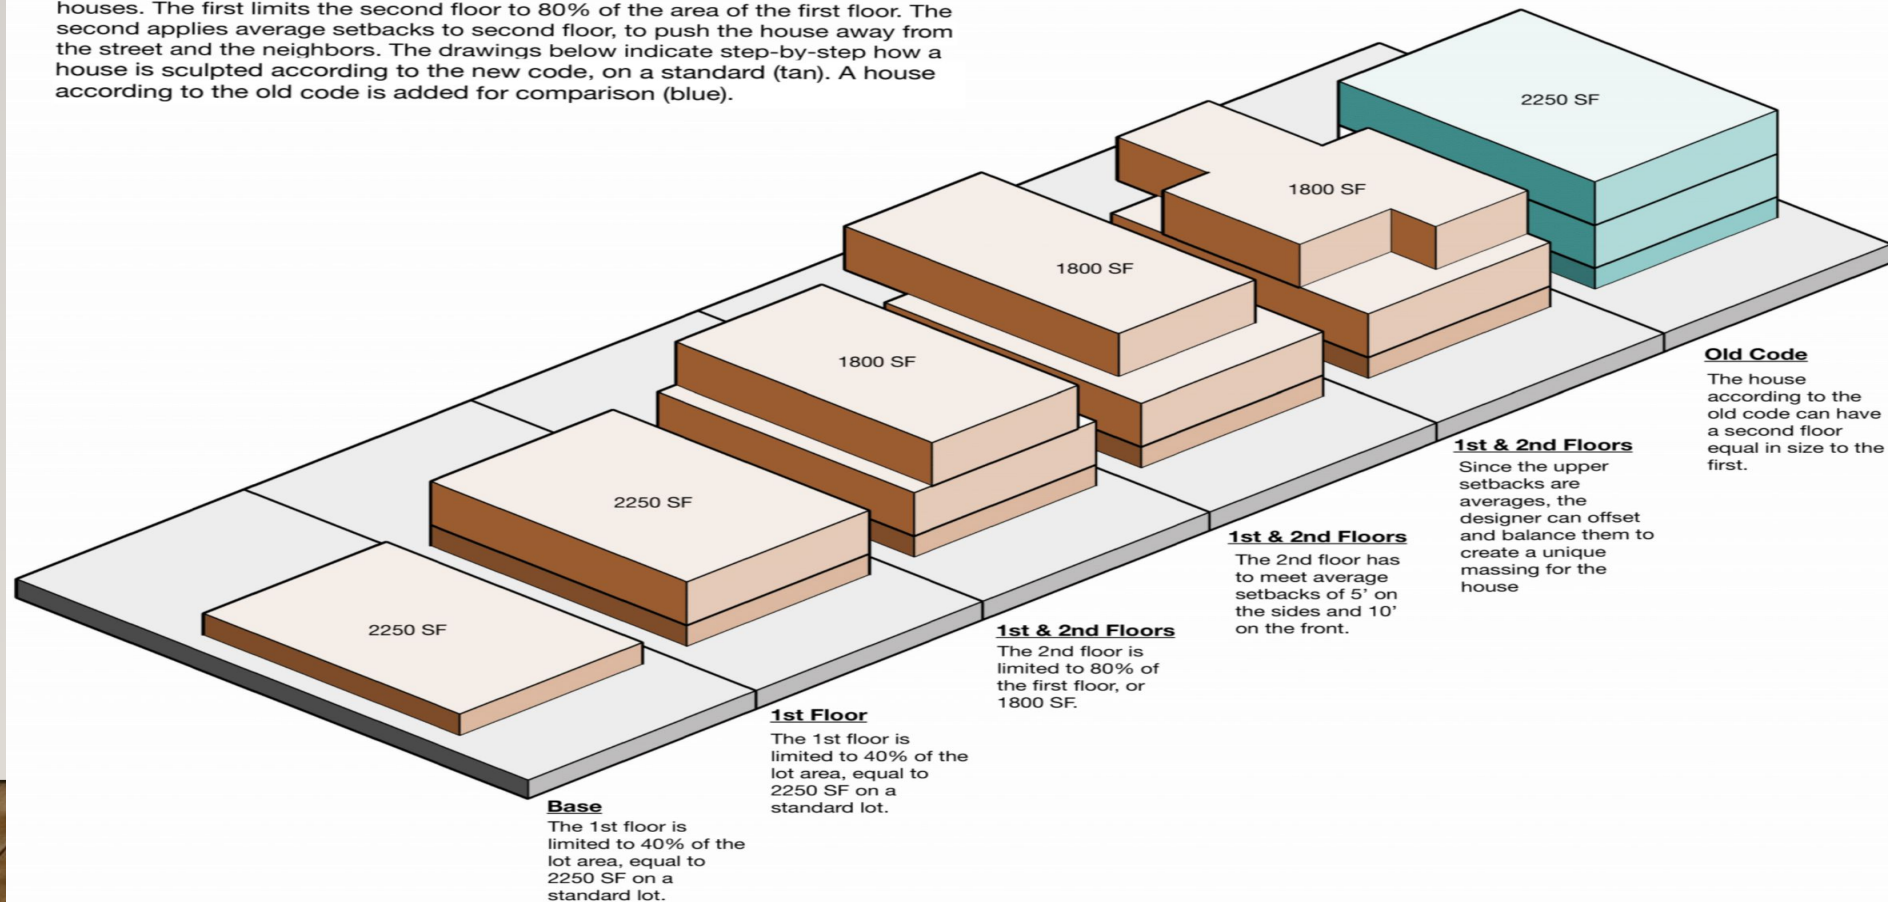 houses. The first limits the second floor to 80% of the area of the first floor. The
second applies average setbacks to second floor, to push the house away from
the street and the neighbors. The drawings below indicate step-by-step how a
house is sculpted according to the new code, on a standard (tan). A house
according to the old code is added for comparison (blue).
2250 SF
1800 SF
1800 SF
1800 SF
2250 SF
2250 SF
Base
The 1st floor is
limited to 40% of the
lot area, equal to
2250 SF on a
standard lot.
1st Floor
The 1st floor is
limited to 40% of the
lot area, equal to
2250 SF on a
standard lot.
1st & 2nd Floors
The 2nd floor is
limited to 80% of
the first floor, or
1800 SF.
1st & 2nd Floors
The 2nd floor has
to meet average
setbacks of 5' on
the sides and 10'
on the front.
1st & 2nd Floors
Since the upper
setbacks are
averages, the
designer can offset
and balance them to
create a unique
massing for the
house
Old Code
The house
according to the
old code can have
a second floor
equal in size to the
first.